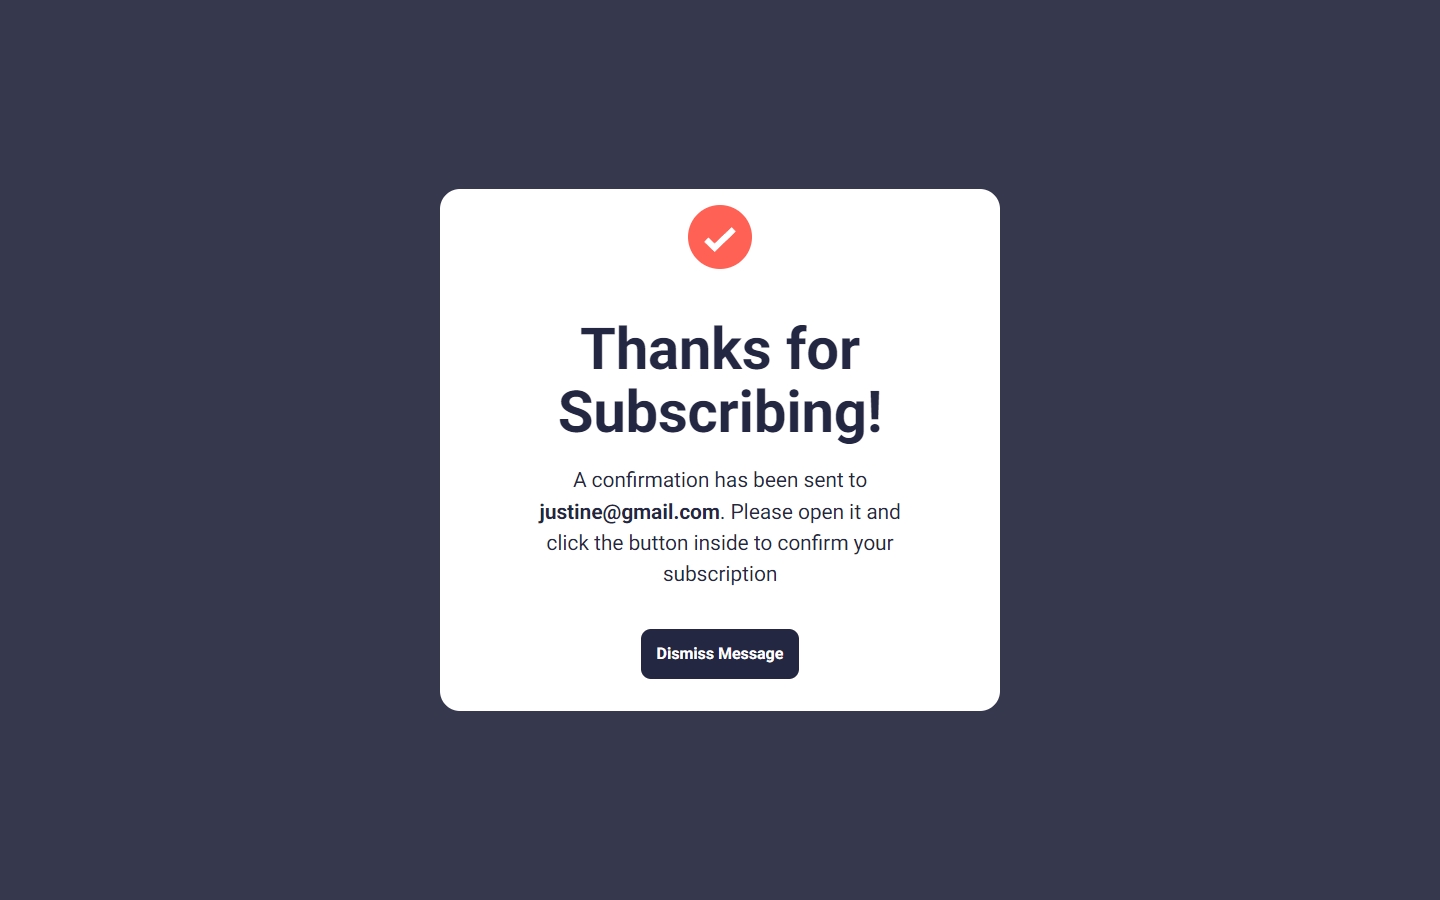 Thanks for
Subscribing!
A confirmation has been sent to
justine@gmail.com. Please open it and
click the button inside to confirm your
subscription
Dismiss Message